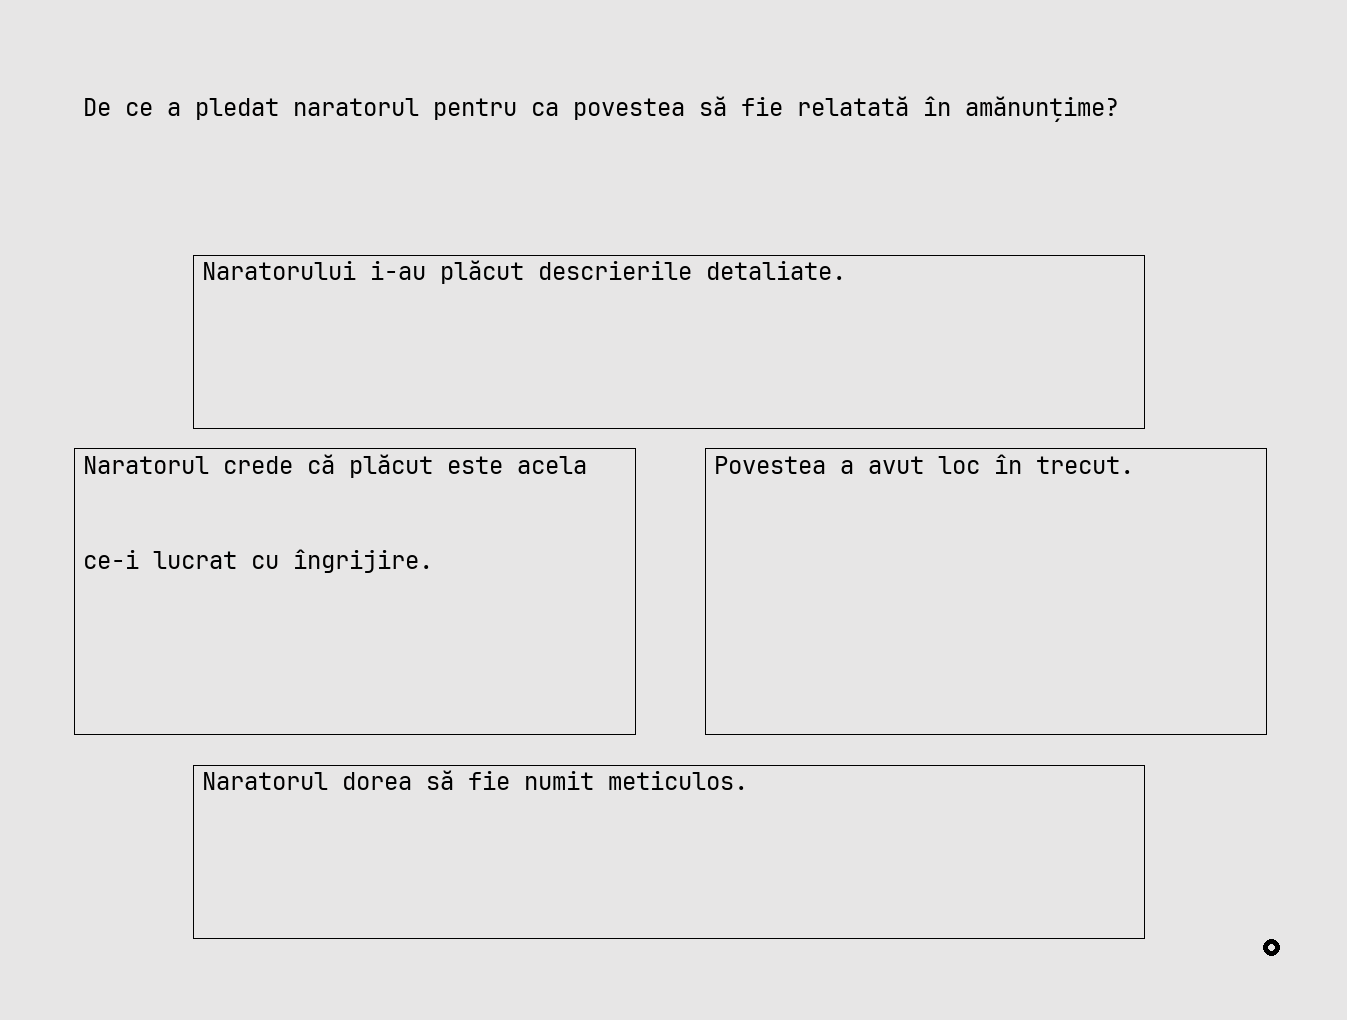 De ce a pledat naratorul pentru ca povestea să fie relatată în amănunțime?
Naratorului i-au plăcut descrierile detaliate.
Naratorul crede că plăcut este acela
ce-i lucrat cu îngrijire.
Povestea a avut loc în trecut.
Naratorul dorea să fie numit meticulos.